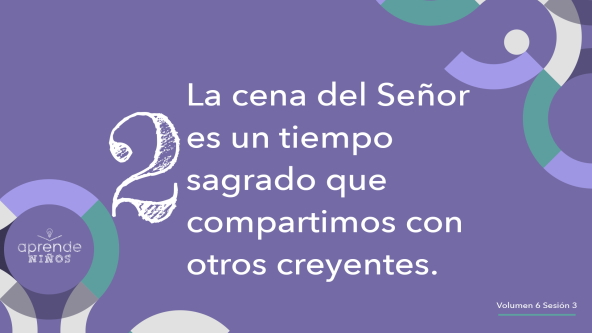 2
La cena del Señor
es un tiempo
sagrado que
compartimos con
otros creyentes.
aprende
NIÑOS
Volumen 6 Sesión 3